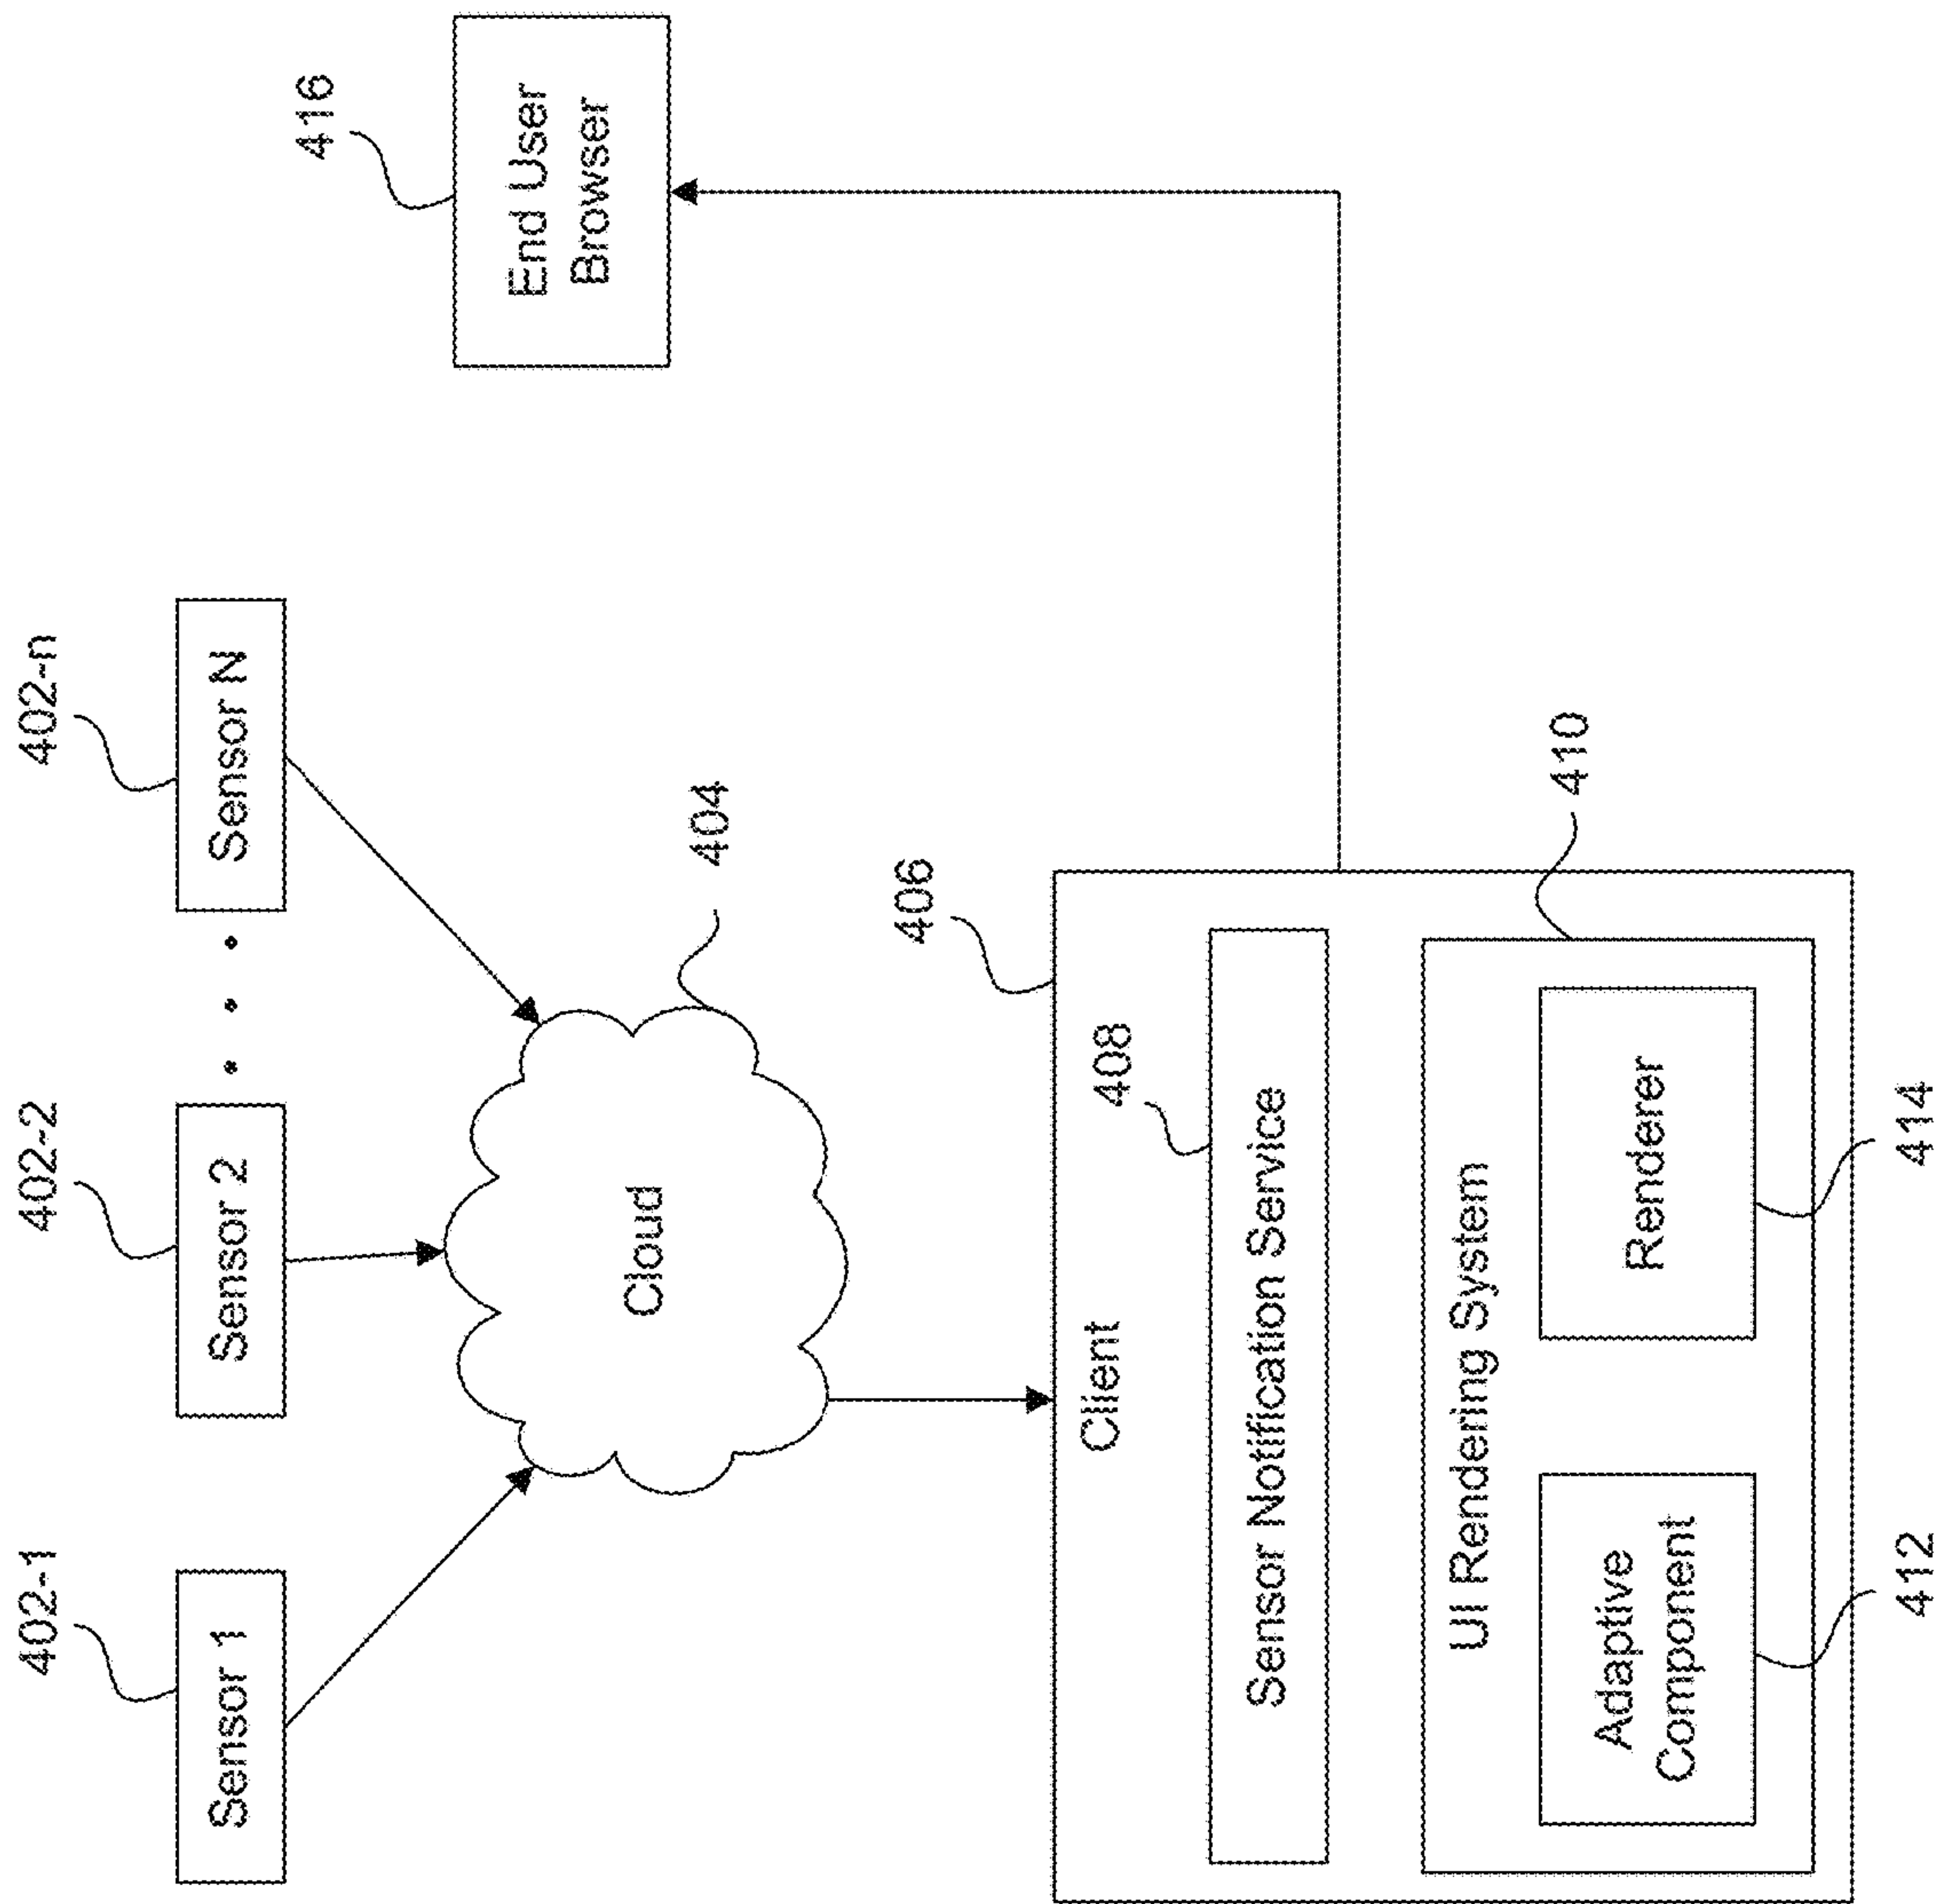 402-1
402-2
402-n
416
Sensor 1
Sensor 2
Sensor N
End User
Browser
404
Cloud
406
Client
408
Sensor Notification Service
410
UI Rendering System
Adaptive
Component
Renderer
412
414